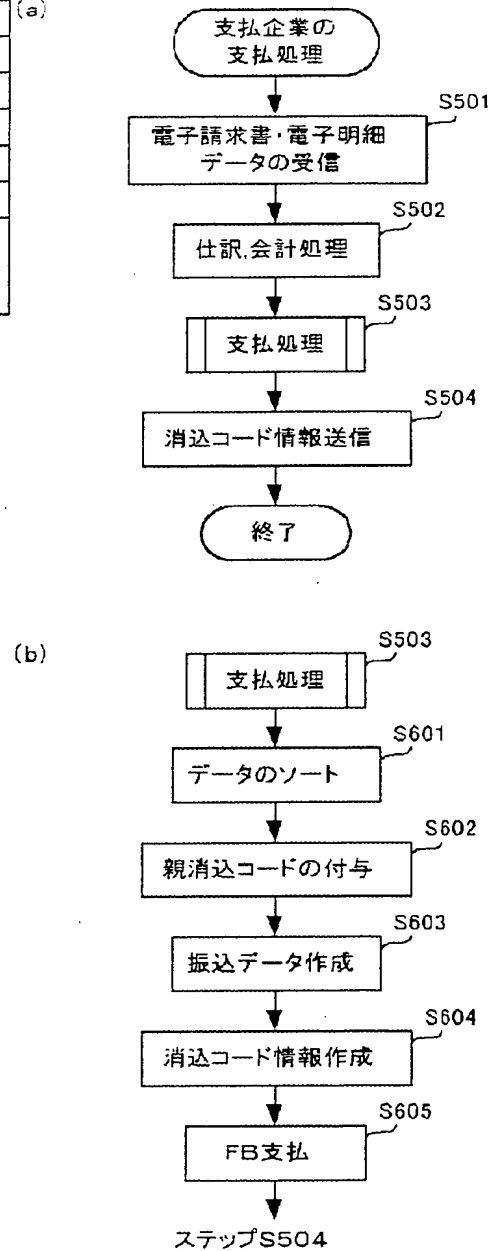 (a)
支払企業の
支払処理
S501
電子請求書・電子明細
データの受信
S502
仕訳,会計処理
S503
支払処理
S504
消込コード情報送信
終了
(b)
S503
支払処理
S601
データのソート
S602
親消込コードの付与
S603
振込データ作成
S604
消込コード情報作成
S605
FB支払
ステップS504